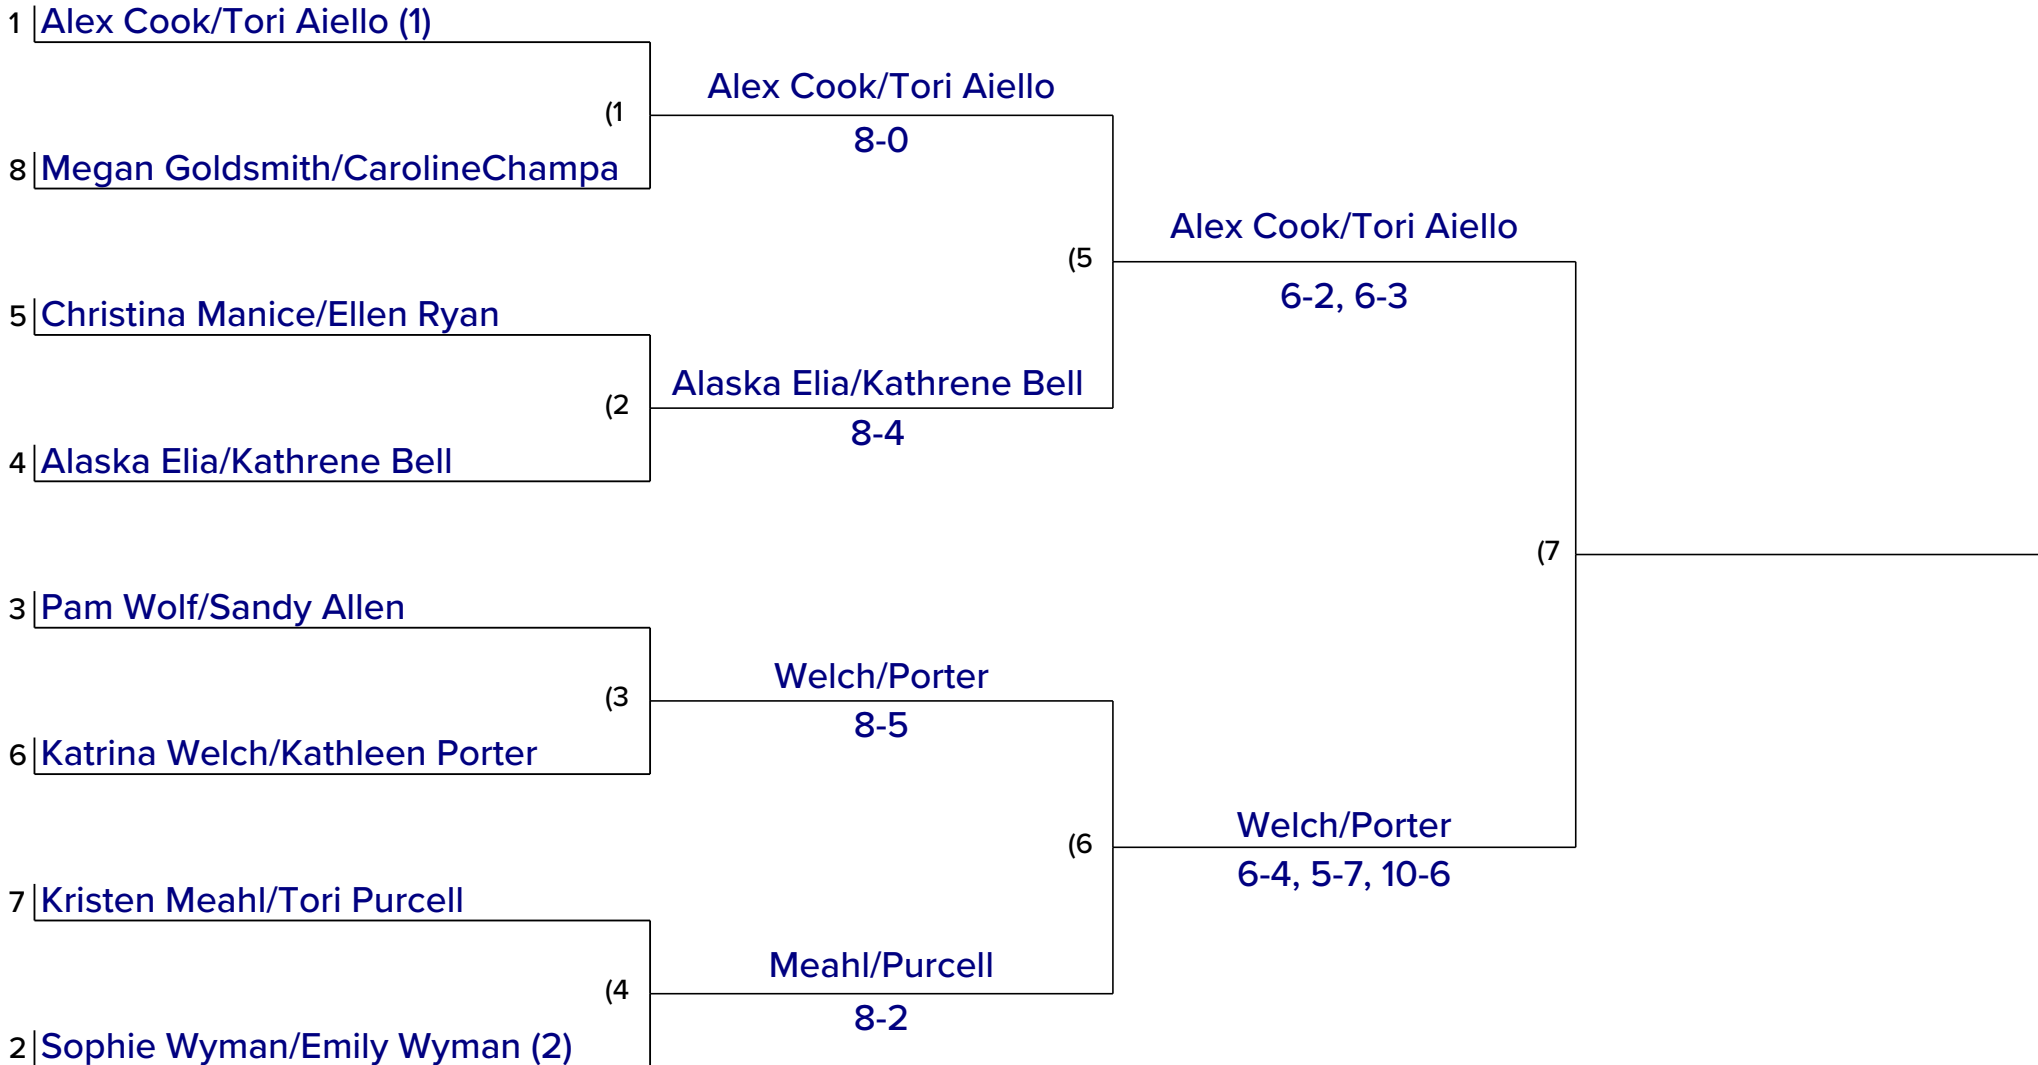 1 Alex Cook/Tori Aiello (1)
Alex Cook/Tori Aiello
(1
8-0
8 Megan Goldsmith/CarolineChampa
Alex Cook/Tori Aiello
(5
6-2, 6-3
5 Christina Manice/Ellen Ryan
Alaska Elia/Kathrene Bell
(2
8-4
4 Alaska Elia/Kathrene Bell
(7
3 Pam Wolf/Sandy Allen
Welch/Porter
(3
8-5
6 Katrina Welch/Kathleen Porter
Welch/Porter
(6
6-4, 5-7, 10-6
7 Kristen Meahl/Tori Purcell
Meahl/Purcell
(4
8-2
2 Sophie Wyman/Emily Wyman (2)